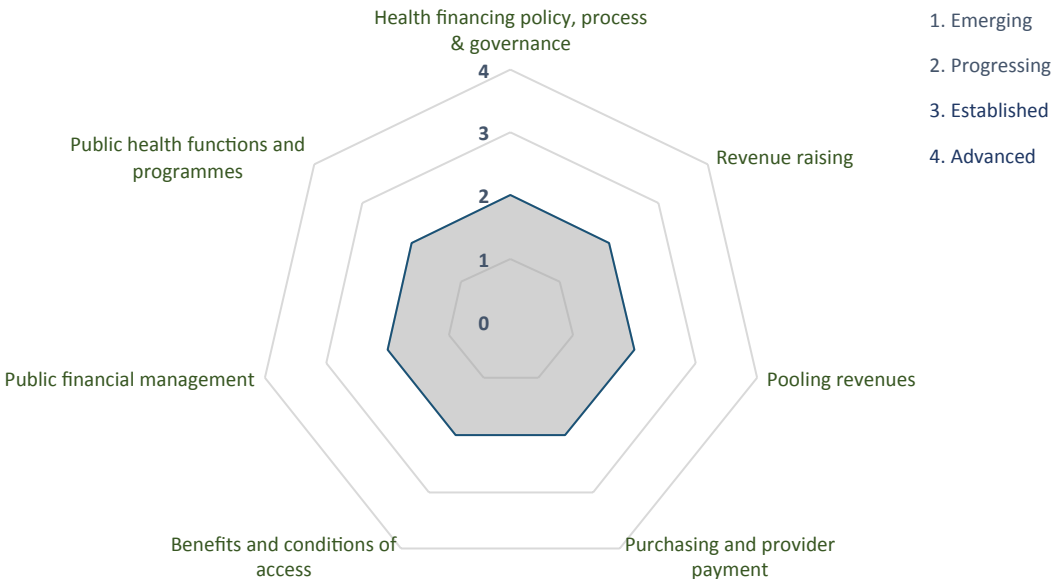 Health financing policy, process
& governance
1. Emerging
2. Progressing
3. Established
4. Advanced
4
3
2
1
0
Public health functions and
programmes
Revenue raising
Public financial management
Pooling revenues
Benefits and conditions of
access
Purchasing and provider
payment